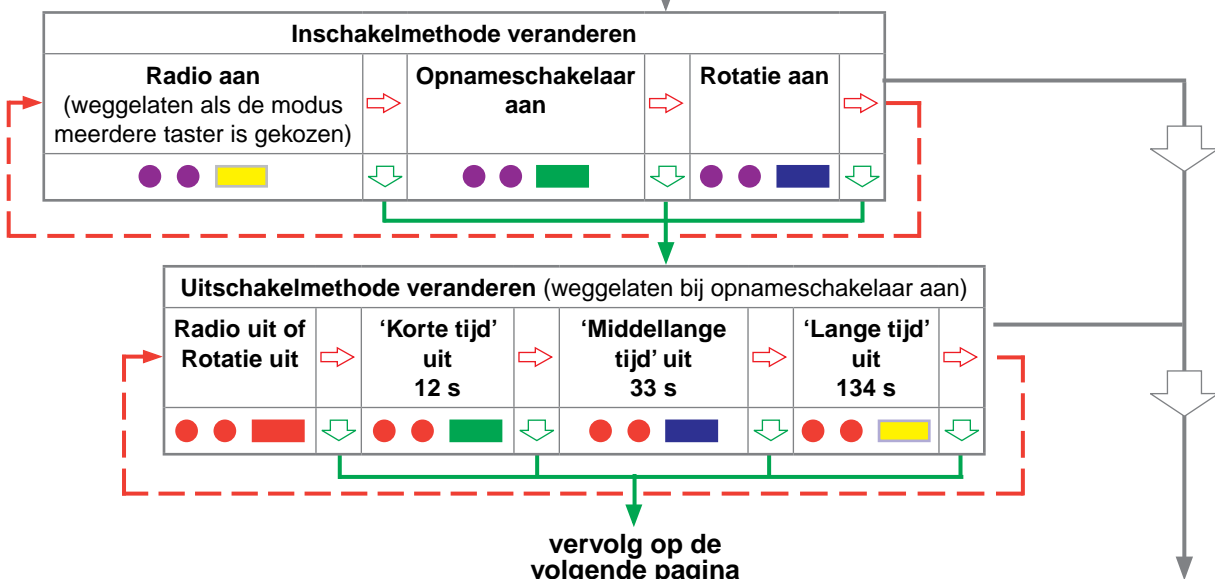 Inschakelmethode veranderen
Radio aan
(weggelaten als de modus
meerdere taster is gekozen)
Opnameschakelaar
aan
Rotatie aan
Uitschakelmethode veranderen (weggelaten bij opnameschakelaar aan)
Radio uit of
Rotatie uit
‘Korte tijd’
uit
12 s
‘Middellange
tijd’ uit
33 s
‘Lange tijd’
uit
134 s
vervolg op de
volgende pagina